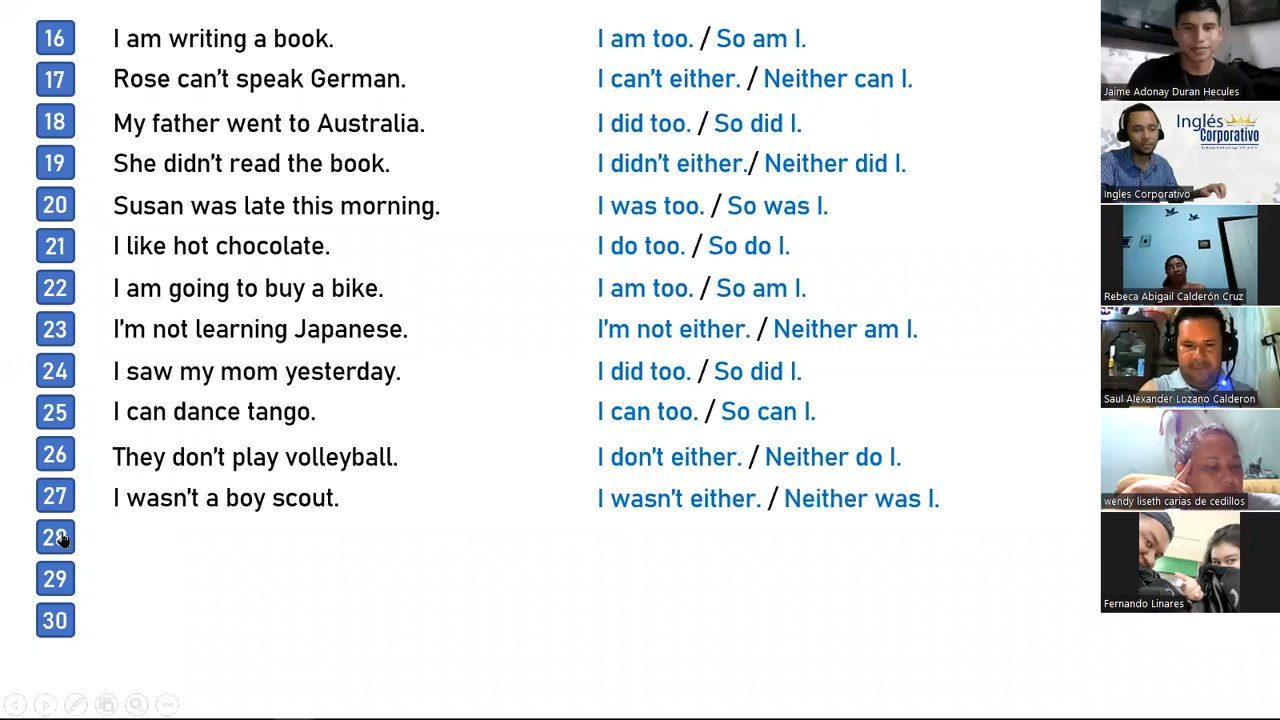 16 I am writing a book. I am too. / So am I.
17 Rose can't speak German. I can't either. / Neither can I.
18 My father went to Australia. I did too. / So did I.
19 She didn't read the book. I didn't either./ Neither did I.
20 Susan was late this morning. I was too. / So was I.
21 I like hot chocolate. I do too. / So do I.
22 I am going to buy a bike. I am too. / So am I.
23 I'm not learning Japanese. I'm not either. / Neither am I.
24 I saw my mom yesterday. I did too. / So did I.
25 I can dance tango. I can too. / So can I.
26 They don't play volleyball. I don't either. / Neither do I.
27 I wasn't a boy scout. I wasn't either. / Neither was I.
28
29
30
Jaime Adonay Duran Hecules
Inglés
Corporativo
Ingles Corporativo
Rebeca Abigail Calderón Cruz
Saul Alexander Lozano Calderon
wendy liseth carias de cedillos
Fernando Linares